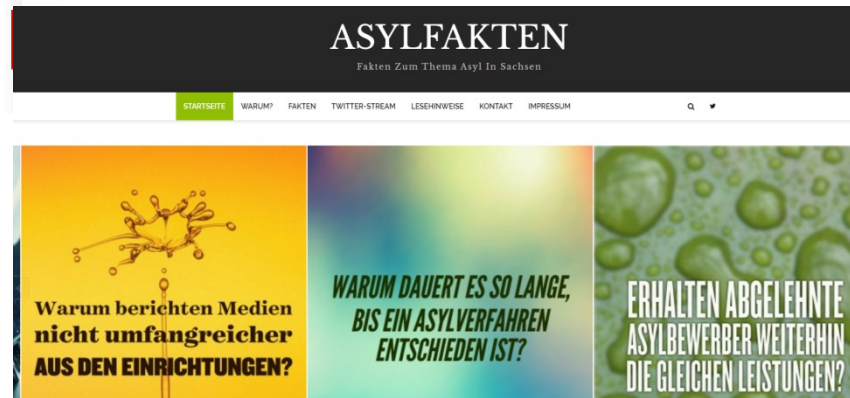 ASYLFAKTEN
Fakten Zum Thema Asyl In Sachsen
STARTSEITE WARUM? FAKTEN TWITTER-STREAM LESEHINWEISE KONTAKT IMPRESSUM
Warum berichten Medien
nicht umfangreicher
AUS DEN EINRICHTUNGEN?
WARUM DAUERT ES SO LANGE,
BIS EIN ASYLVERFAHREN
ENTSCHIEDEN IST?
ERHALTEN ABGELEHNTE
ASYLBEWERBER WEITERHIN
DIE GLEICHEN LEISTUNGEN?